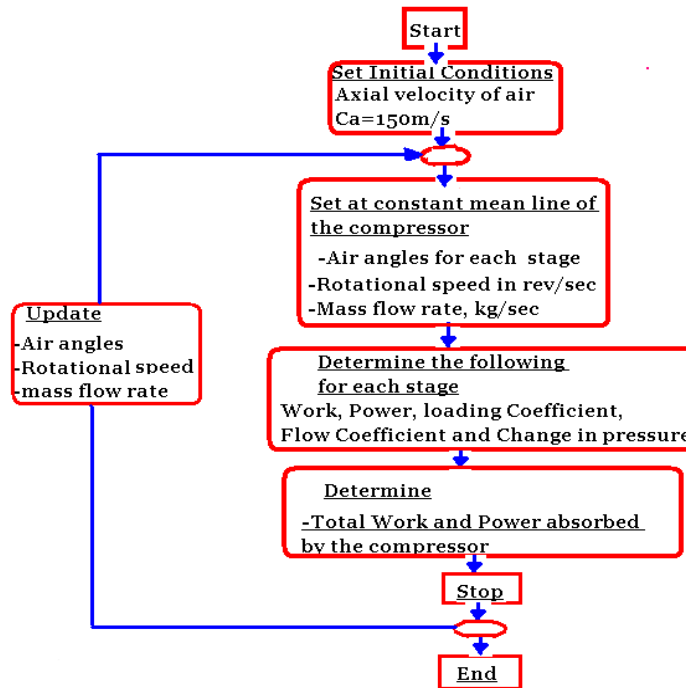 Start
Set Initial Conditions
Axial velocity of air
Ca=150m/s
Set at constant mean line of
the compressor
-Air angles for each stage
-Rotational speed in rev/sec
-Mass flow rate, kg/sec
Update
-Air angles
-Rotational speed
-mass flow rate
Determine the following
for each stage
Work, Power, loading Coefficient,
Flow Coefficient and Change in pressure
Determine
-Total Work and Power absorbed
by the compressor
Stop
End